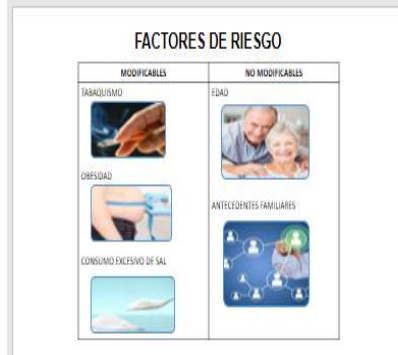 FACTORES DE RIESGO
MODIFICABLES
NO MODIFICABLES
TABAQUISMO
EDAD
OBESIDAD
ANTECEDENTES FAMILIARES
CONSUMO EXCESIVO DE SAL